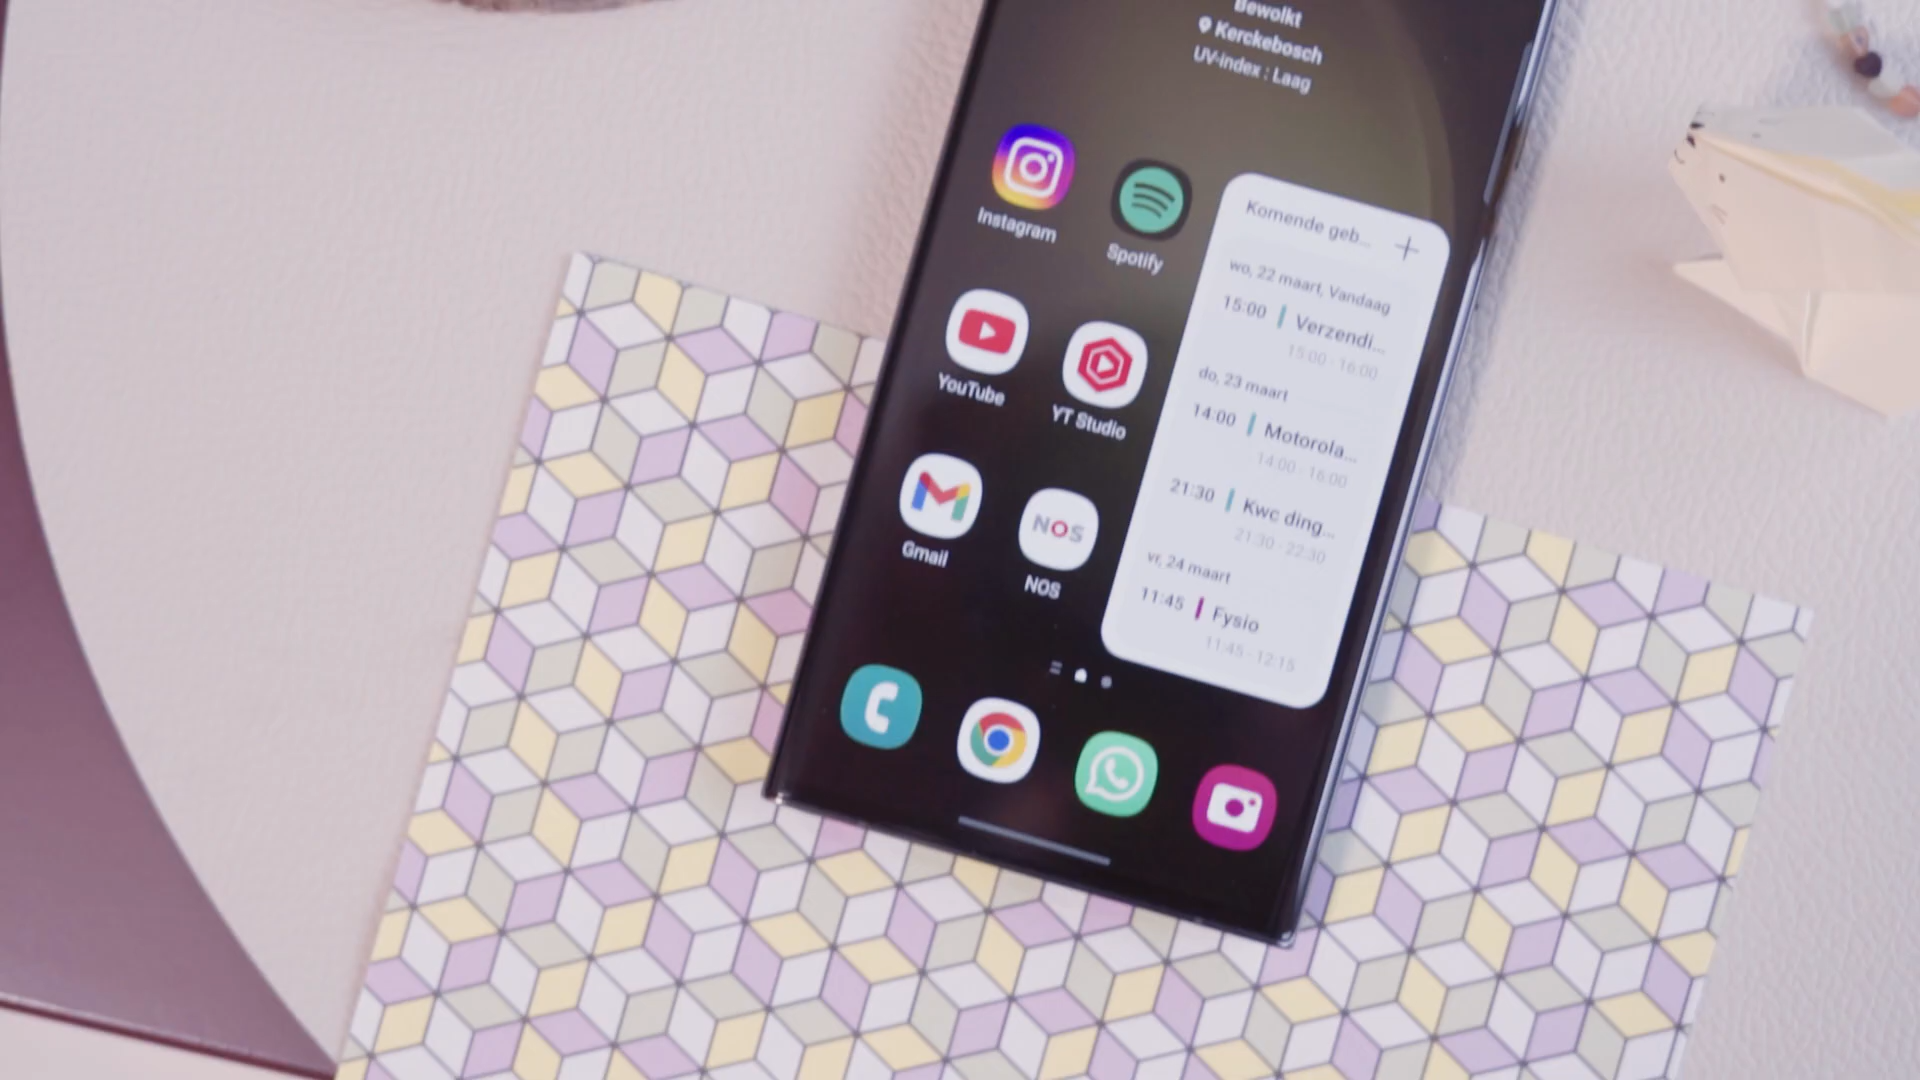 Bewolkt
Kerckebosch
UV-index : Laag
Instagram
Spotify
YouTube
YT Studio
Gmail
NOS
NOS
Komende geb...
wo, 22 maart, Vandaag
15:00 Verzendi...
15:00 - 16:00
do, 23 maart
14:00 Motorola...
14:00 - 16:00
21:30 Kwc ding...
21:30 - 22:30
vr, 24 maart
11:45 Fysio
11:45 - 12:15